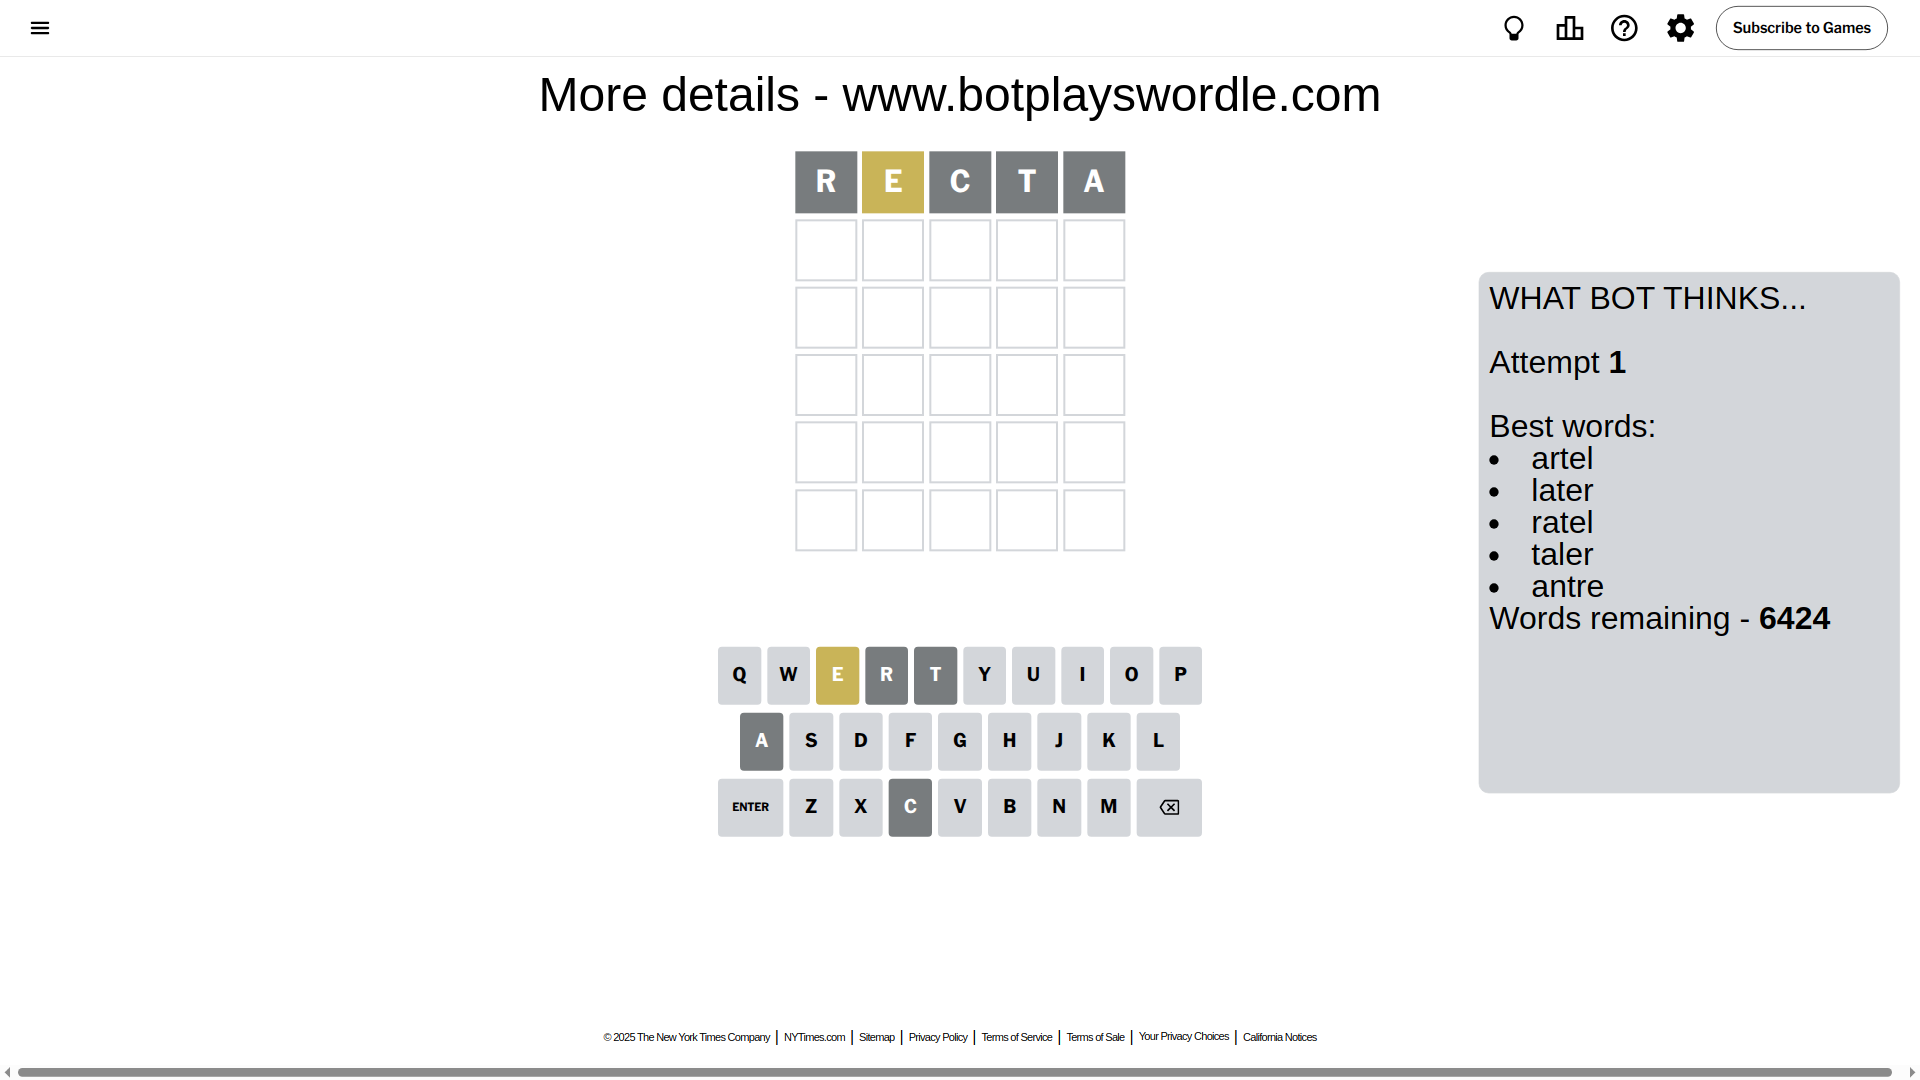 Subscribe to Games
More details - www.botplayswordle.com
R E C T A
WHAT BOT THINKS...
Attempt 1
Best words:
• artel
• later
• ratel
• taler
• antre
Words remaining - 6424
Q W E R T Y U I O P
A S D F G H J K L
ENTER Z X C V B N M
© 2025 The New York Times Company | NYTimes.com | Sitemap | Privacy Policy | Terms of Service | Terms of Sale | Your Privacy Choices | California Notices